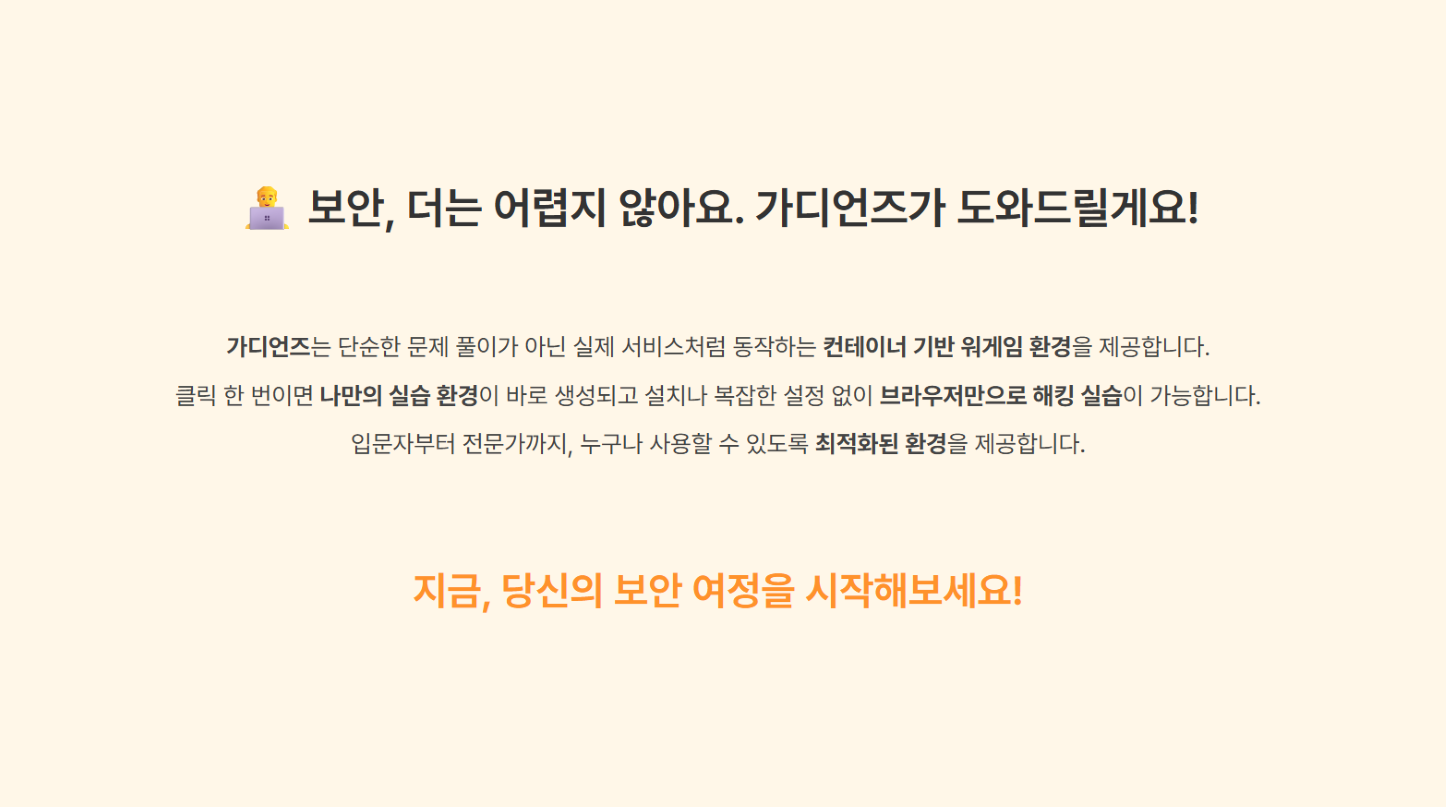 🧑‍💻 보안, 더는 어렵지 않아요. 가디언즈가 도와드릴게요!
가디언즈는 단순한 문제 풀이가 아닌 실제 서비스처럼 동작하는 컨테이너 기반 워게임 환경을 제공합니다.
클릭 한 번이면 나만의 실습 환경이 바로 생성되고 설치나 복잡한 설정 없이 브라우저만으로 해킹 실습이 가능합니다.
입문자부터 전문가까지, 누구나 사용할 수 있도록 최적화된 환경을 제공합니다.
지금, 당신의 보안 여정을 시작해보세요!